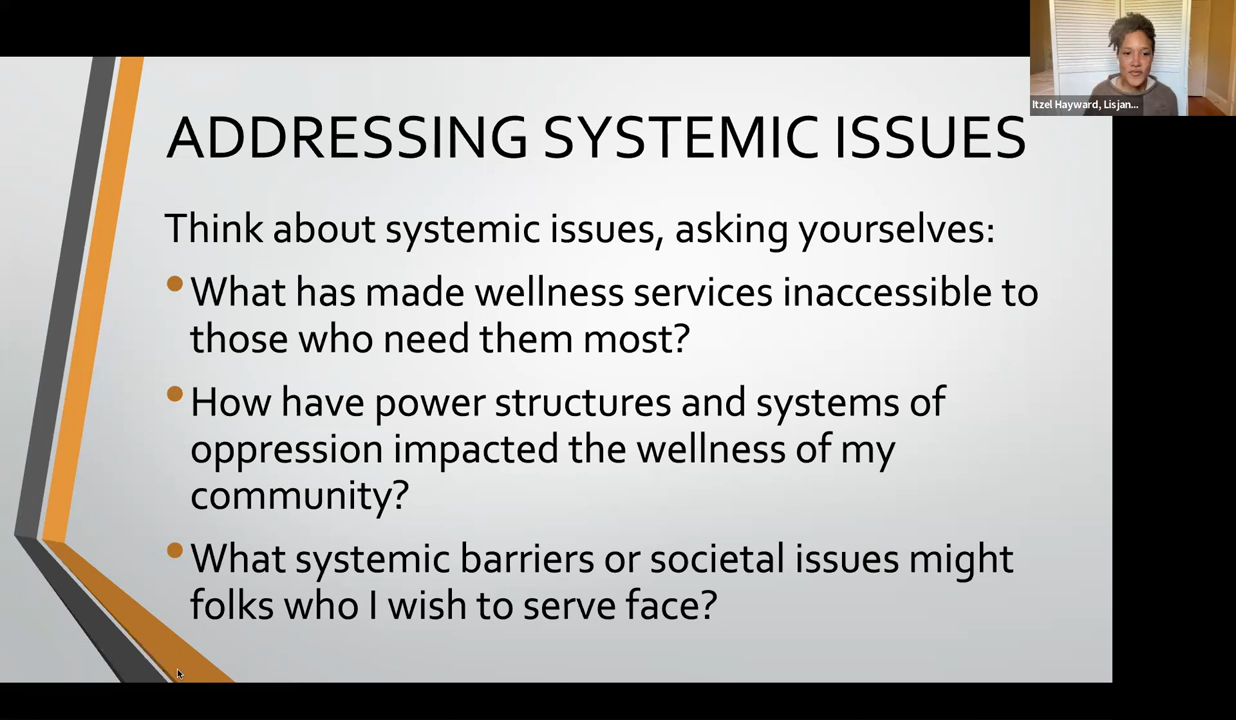 Itzel Hayward, Lisjan...
ADDRESSING SYSTEMIC ISSUES
Think about systemic issues, asking yourselves:
•What has made wellness services inaccessible to
those who need them most?
•How have power structures and systems of
oppression impacted the wellness of my
community?
•What systemic barriers or societal issues might
folks who I wish to serve face?